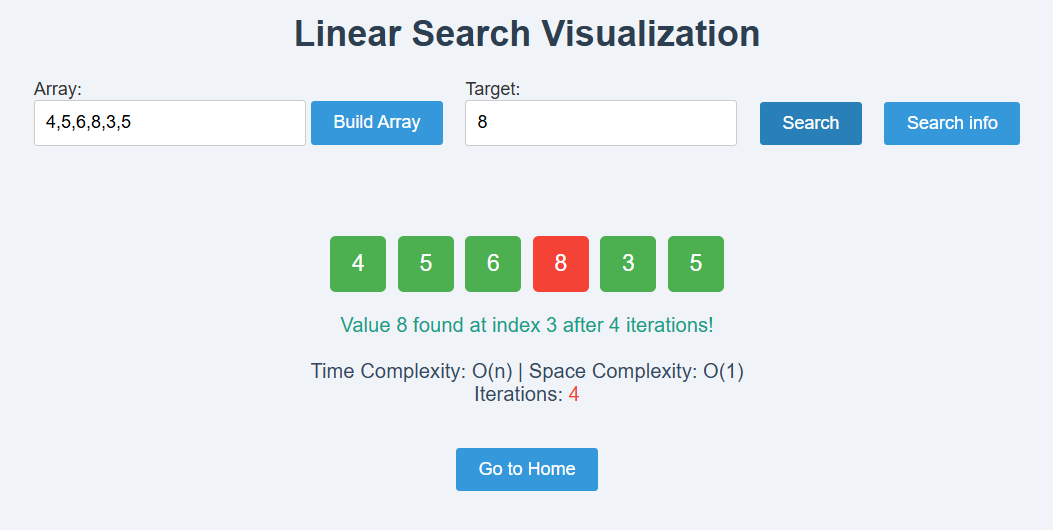 Linear Search Visualization
Array:
4,5,6,8,3,5
Build Array
Target:
8
Search
Search info
4 5 6 8 3 5
Value 8 found at index 3 after 4 iterations!
Time Complexity: O(n) | Space Complexity: O(1)
Iterations: 4
Go to Home